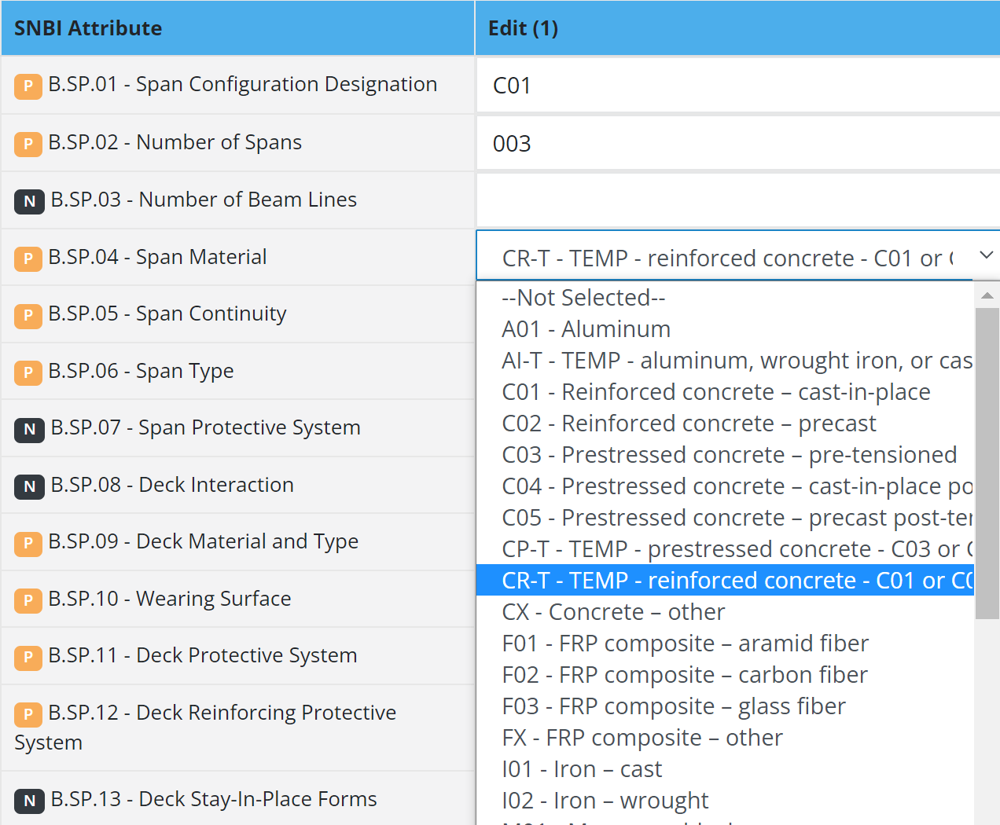 SNBI Attribute Edit (1)
P B.SP.01 - Span Configuration Designation C01
P B.SP.02 - Number of Spans 003
N B.SP.03 - Number of Beam Lines
P B.SP.04 - Span Material CR-T - TEMP - reinforced concrete - C01 or
P B.SP.05 - Span Continuity
P B.SP.06 - Span Type
N B.SP.07 - Span Protective System
N B.SP.08 - Deck Interaction
P B.SP.09 - Deck Material and Type
P B.SP.10 - Wearing Surface
P B.SP.11 - Deck Protective System
P B.SP.12 - Deck Reinforcing Protective
System
N B.SP.13 - Deck Stay-In-Place Forms
--Not Selected--
A01 - Aluminum
AI-T - TEMP - aluminum, wrought iron, or cas
C01 - Reinforced concrete – cast-in-place
C02 - Reinforced concrete – precast
C03 - Prestressed concrete – pre-tensioned
C04 - Prestressed concrete – cast-in-place po
C05 - Prestressed concrete – precast post-ter
CP-T - TEMP - prestressed concrete - C03 or
CR-T - TEMP - reinforced concrete - C01 or C0
CX - Concrete – other
F01 - FRP composite – aramid fiber
F02 - FRP composite – carbon fiber
F03 - FRP composite – glass fiber
FX - FRP composite – other
I01 - Iron – cast
I02 - Iron – wrought